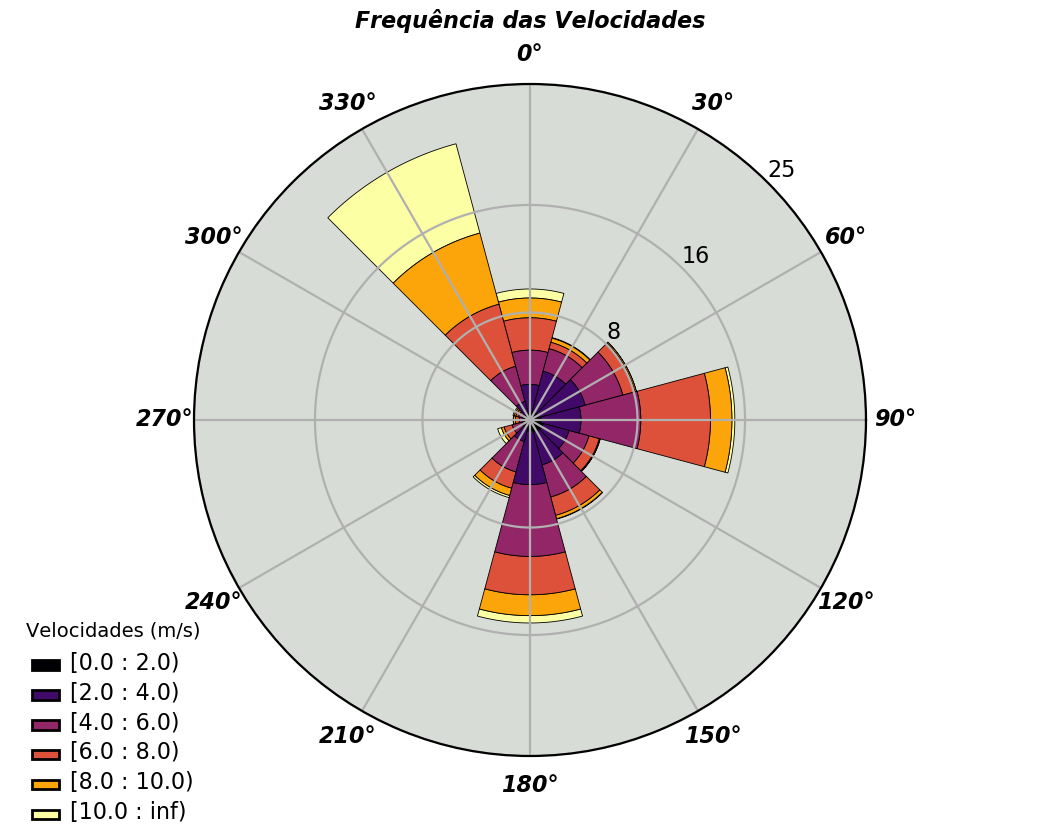 Frequência das Velocidades
0°
330°
30°
25
300°
60°
16
8
270°
90°
240°
120°
Velocidades (m/s)
[0.0 : 2.0)
[2.0 : 4.0)
[4.0 : 6.0)
[6.0 : 8.0)
[8.0 : 10.0)
[10.0 : inf)
210°
150°
180°